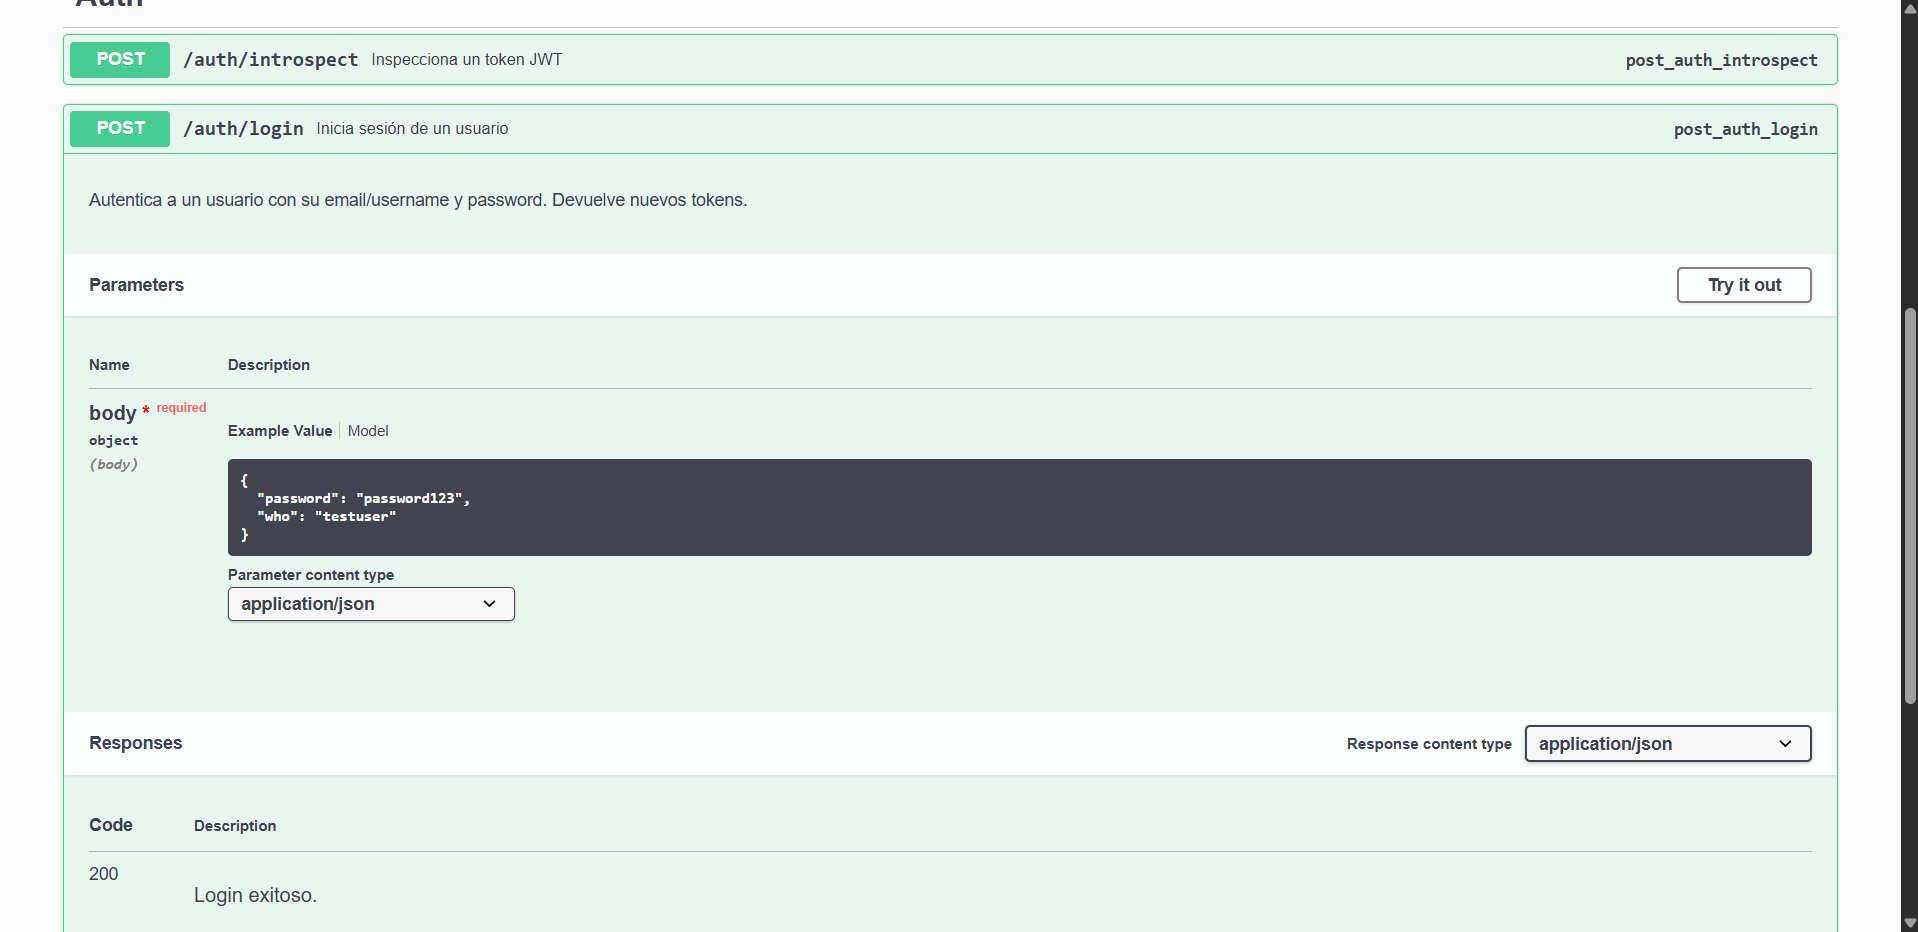 Auth
POST /auth/introspect Inspecciona un token JWT post_auth_introspect
POST /auth/login Inicia sesión de un usuario post_auth_login
Autentica a un usuario con su email/username y password. Devuelve nuevos tokens.
Parameters Try it out
Name Description
body * required
object
(body)
Example Value Model
{
"password": "password123",
"who": "testuser"
}
Parameter content type
application/json
Responses Response content type application/json
Code Description
200
Login exitoso.